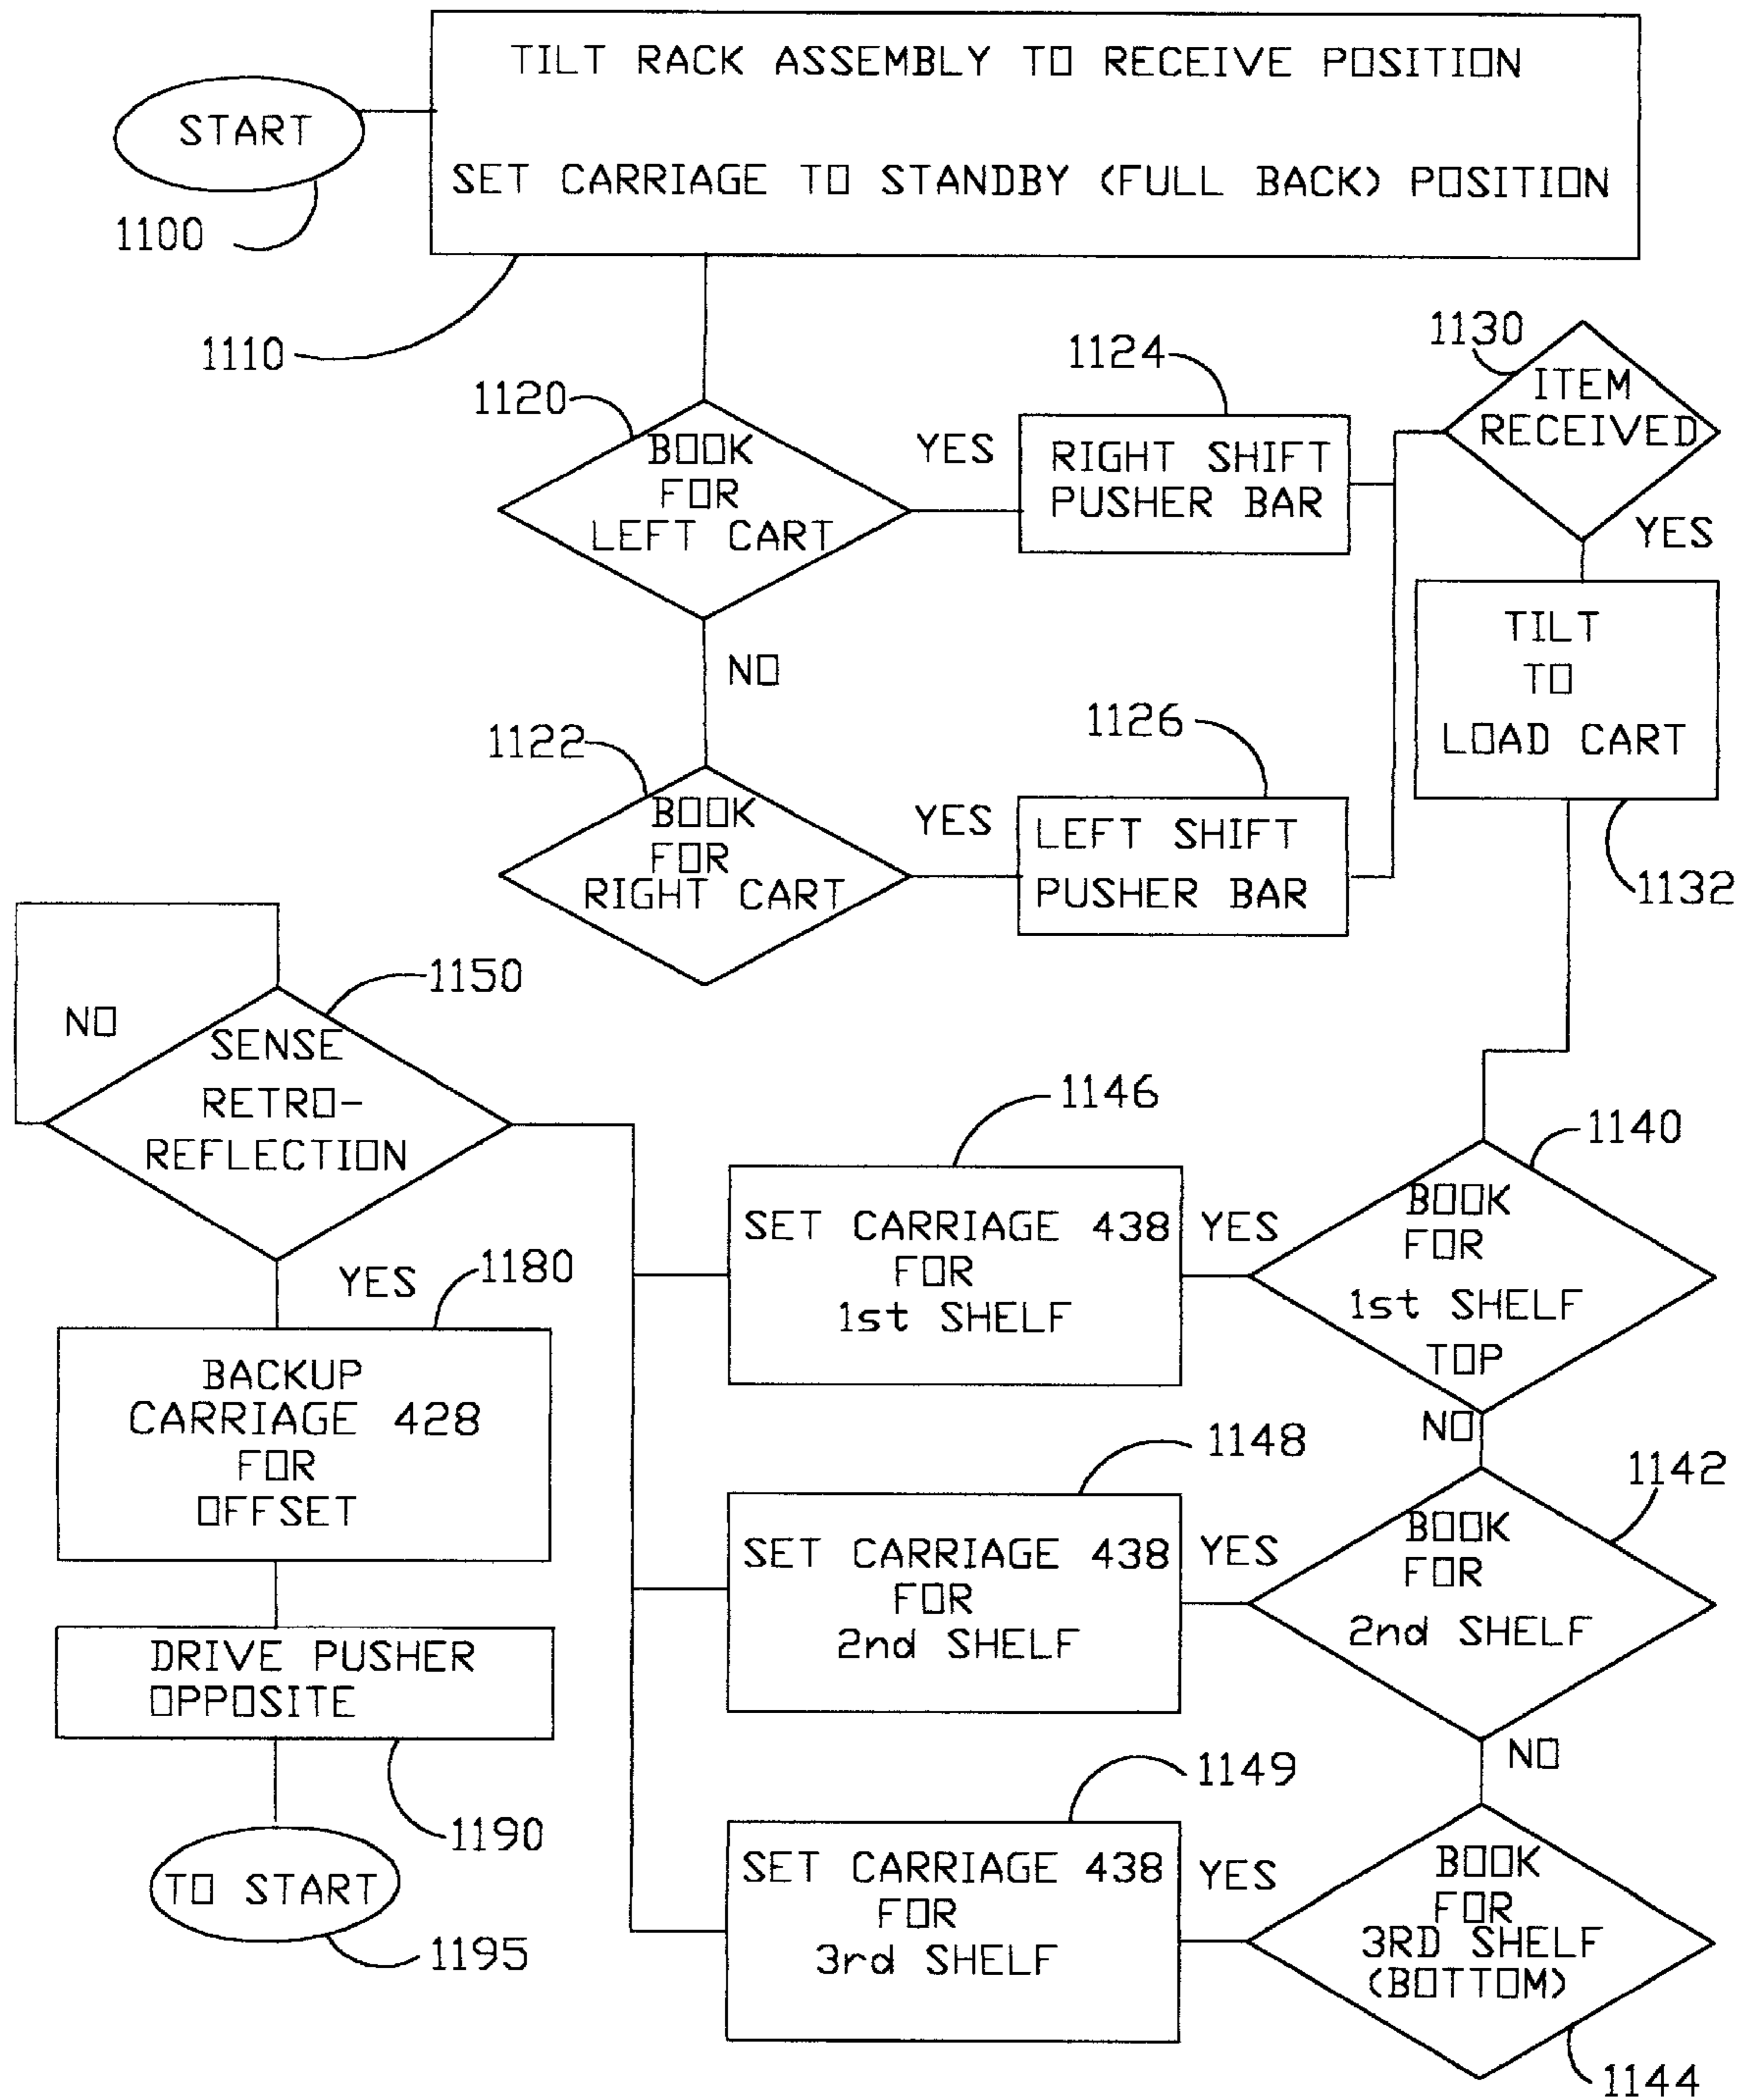 TILT RACK ASSEMBLY TO RECEIVE POSITION
START
SET CARRIAGE TO STANDBY (FULL BACK) POSITION
1100
1110
1120
BOOK
FOR
LEFT CART
YES
1124
RIGHT SHIFT
PUSHER BAR
1130
ITEM
RECEIVED
YES
NO
TILT
TO
LOAD CART
1132
1122
BOOK
FOR
RIGHT CART
YES
1126
LEFT SHIFT
PUSHER BAR
1150
NO
SENSE
RETRO-
REFLECTION
YES
1146
SET CARRIAGE 438
FOR
1st SHELF
YES
1140
BOOK
FOR
1st SHELF
TOP
NO
1180
BACKUP
CARRIAGE 428
FOR
OFFSET
1148
SET CARRIAGE 438
FOR
2nd SHELF
YES
1142
BOOK
FOR
2nd SHELF
NO
DRIVE PUSHER
OPPOSITE
1190
1149
SET CARRIAGE 438
FOR
3rd SHELF
YES
BOOK
FOR
3RD SHELF
(BOTTOM)
1144
TO START
1195